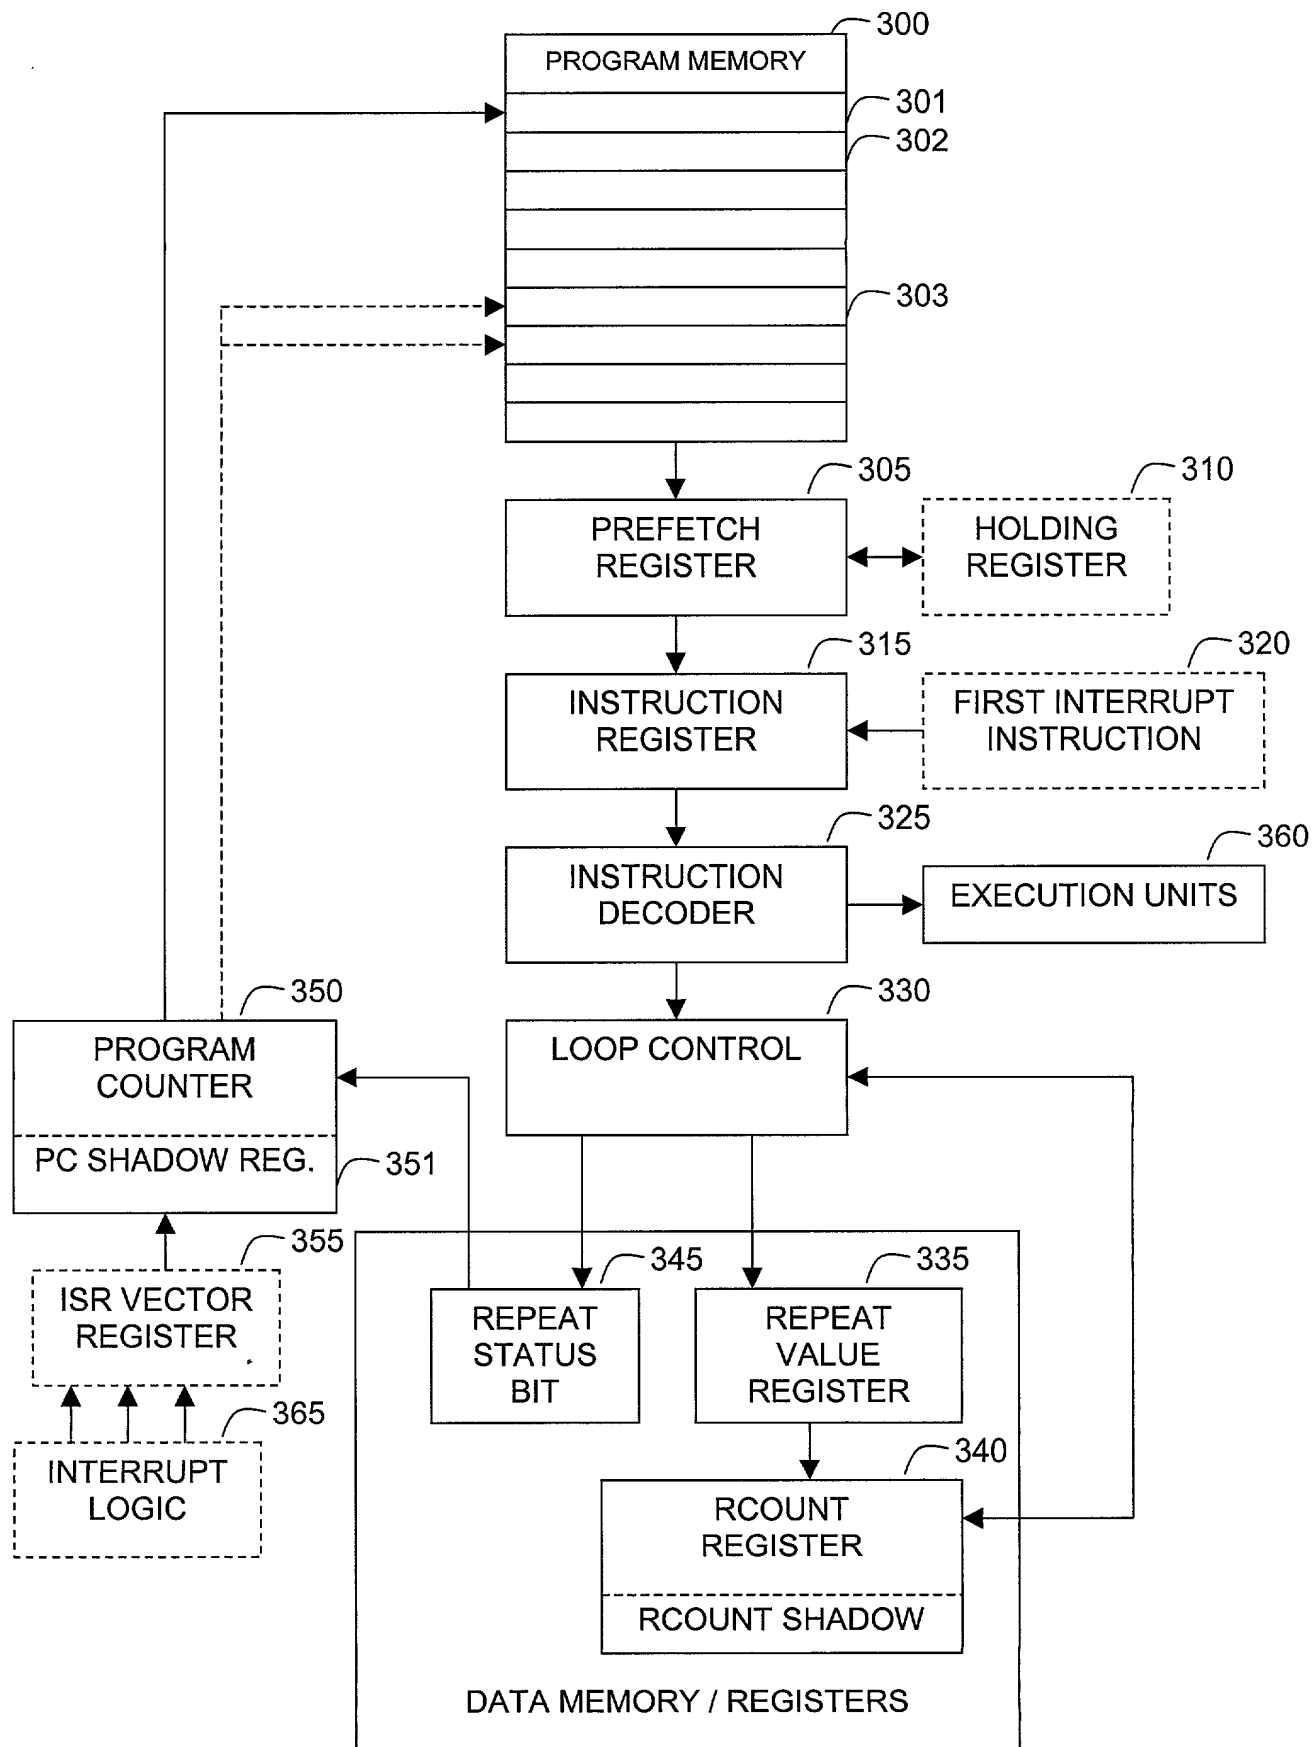 300
PROGRAM MEMORY
301
302
303
305
310
PREFETCH
REGISTER
HOLDING
REGISTER
315
320
INSTRUCTION
REGISTER
FIRST INTERRUPT
INSTRUCTION
325
360
INSTRUCTION
DECODER
EXECUTION UNITS
350
330
PROGRAM
COUNTER
LOOP CONTROL
PC SHADOW REG.
351
355
345
335
ISR VECTOR
REGISTER
REPEAT
STATUS
BIT
REPEAT
VALUE
REGISTER
365
340
INTERRUPT
LOGIC
RCOUNT
REGISTER
RCOUNT SHADOW
DATA MEMORY / REGISTERS